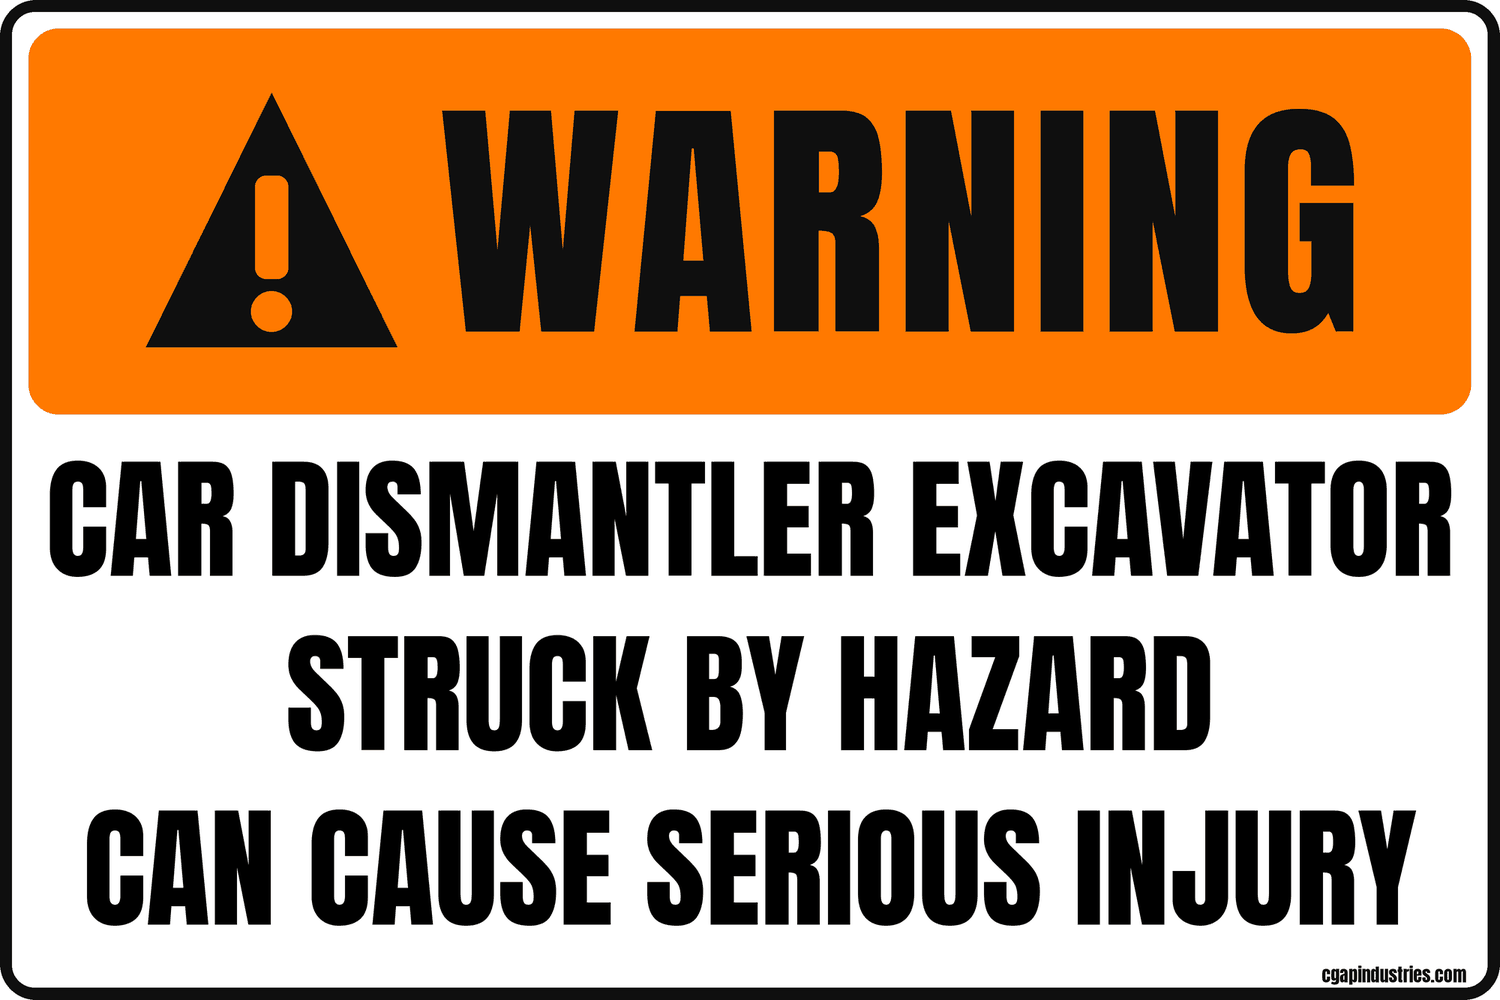 WARNING
CAR DISMANTLER EXCAVATOR
STRUCK BY HAZARD
CAN CAUSE SERIOUS INJURY
cgapindustries.com